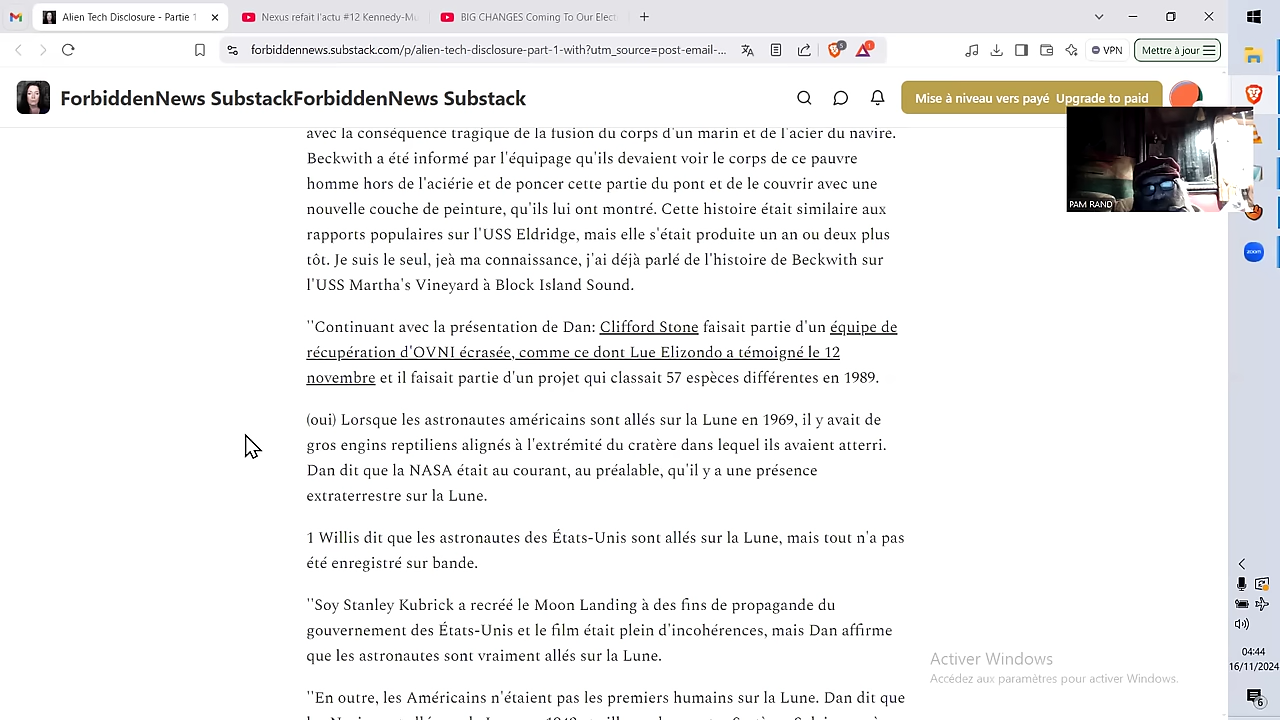 Alien Tech Disclosure - Partie 1
Nexus refait l'actu #12 Kennedy-Mu
BIG CHANGES Coming To Our Elect
forbiddennews.substack.com/p/alien-tech-disclosure-part-1-with?utm_source=post-email-...
5
1
VPN
Mettre à jour
ForbiddenNews SubstackForbiddenNews Substack
Mise à niveau vers payé Upgrade to paid
avec la conséquence tragique de la fusion du corps d'un marin et de l'acier du navire.
Beckwith a été informé par l'équipage qu'ils devaient voir le corps de ce pauvre
homme hors de l'aciérie et de poncer cette partie du pont et de le couvrir avec une
nouvelle couche de peinture, qu'ils lui ont montré. Cette histoire était similaire aux
rapports populaires sur l'USS Eldridge, mais elle s'était produite un an ou deux plus
tôt. Je suis le seul, jeà ma connaissance, j'ai déjà parlé de l'histoire de Beckwith sur
l'USS Martha's Vineyard à Block Island Sound.
''Continuant avec la présentation de Dan: Clifford Stone faisait partie d'un équipe de
récupération d'OVNI écrasée, comme ce dont Lue Elizondo a témoigné le 12
novembre et il faisait partie d'un projet qui classait 57 espèces différentes en 1989.
(oui) Lorsque les astronautes américains sont allés sur la Lune en 1969, il y avait de
gros engins reptiliens alignés à l'extrémité du cratère dans lequel ils avaient atterri.
Dan dit que la NASA était au courant, au préalable, qu'il y a une présence
extraterrestre sur la Lune.
1 Willis dit que les astronautes des États-Unis sont allés sur la Lune, mais tout n'a pas
été enregistré sur bande.
''Soy Stanley Kubrick a recréé le Moon Landing à des fins de propagande du
gouvernement des États-Unis et le film était plein d'incohérences, mais Dan affirme
que les astronautes sont vraiment allés sur la Lune.
''En outre, les Américains n'étaient pas les premiers humains sur la Lune. Dan dit que
PAM RAND
zoom
Activer Windows
Accédez aux paramètres pour activer Windows.
04:44
16/11/2024
6